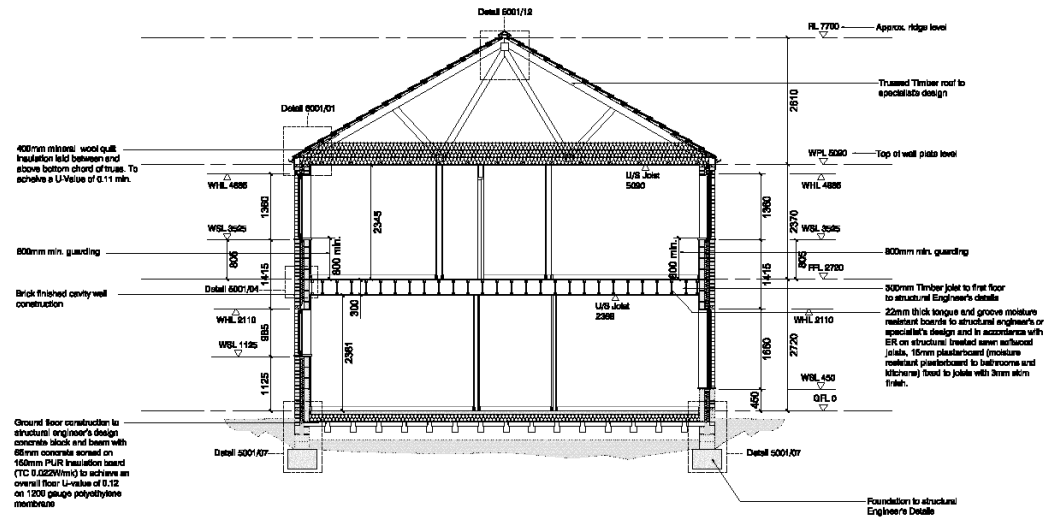 Detail 5001/12
RL 7700
Approx. ridge level
Trussed Timber roof to
specialist's design
2610
Detail 5001/01
400mm mineral wool quilt
insulation laid between and
above bottom chord of truss. To
acheive a U-Value of 0.11 min.
WPL 5090
Top of wall plate level
WHL 4885
U/S Joist
5090
WHL 4885
1360
2345
1360
2370
WSL 3525
WSL 3525
800mm min. guarding
805
800 min.
1415
800 min.
1415
805
800mm min. guarding
FFL 2720
Brick finished cavity wall
construction
Detail 5001/04
300
U/S Joist
300mm Timber joist to first floor
to structural Engineer's details
WHL 2110
WHL 2110
22mm thick tongue and groove moisture
resistant boards to structural engineer's or
specialist's design and in accordance with
ER on structural treated sawn softwood
joists, 15mm plasterboard (moisture
resistant plasterboard to bathrooms and
kitchens) fixed to joists with 3mm skim
finish.
985
WSL 1125
2361
1660
2720
1125
WSL 450
450
GFL 0
Ground floor construction to
structural engineer's design
concrete block and beam with
65mm concrete screed on
150mm PUR insulation board
(TC 0.022W/mk) to achieve an
overall floor U-value of 0.12
on 1200 gauge polyethylene
membrane
Detail 5001/07
Detail 5001/07
Foundation to structural
Engineer's Details